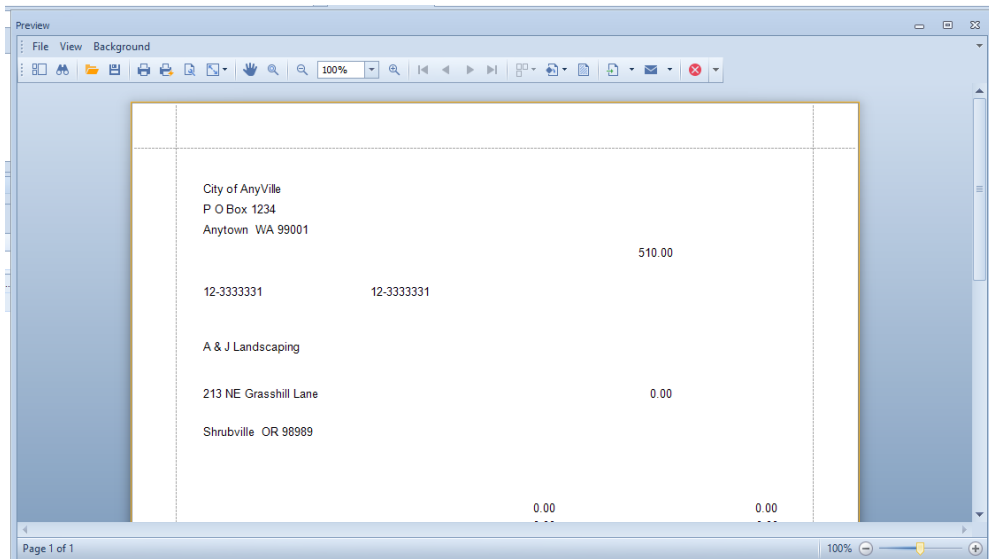 Preview
File View Background
100%
City of AnyVille
P O Box 1234
Anytown WA 99001
510.00
12-3333331 12-3333331
A & J Landscaping
213 NE Grasshill Lane 0.00
Shrubville OR 98989
0.00 0.00
Page 1 of 1 100%